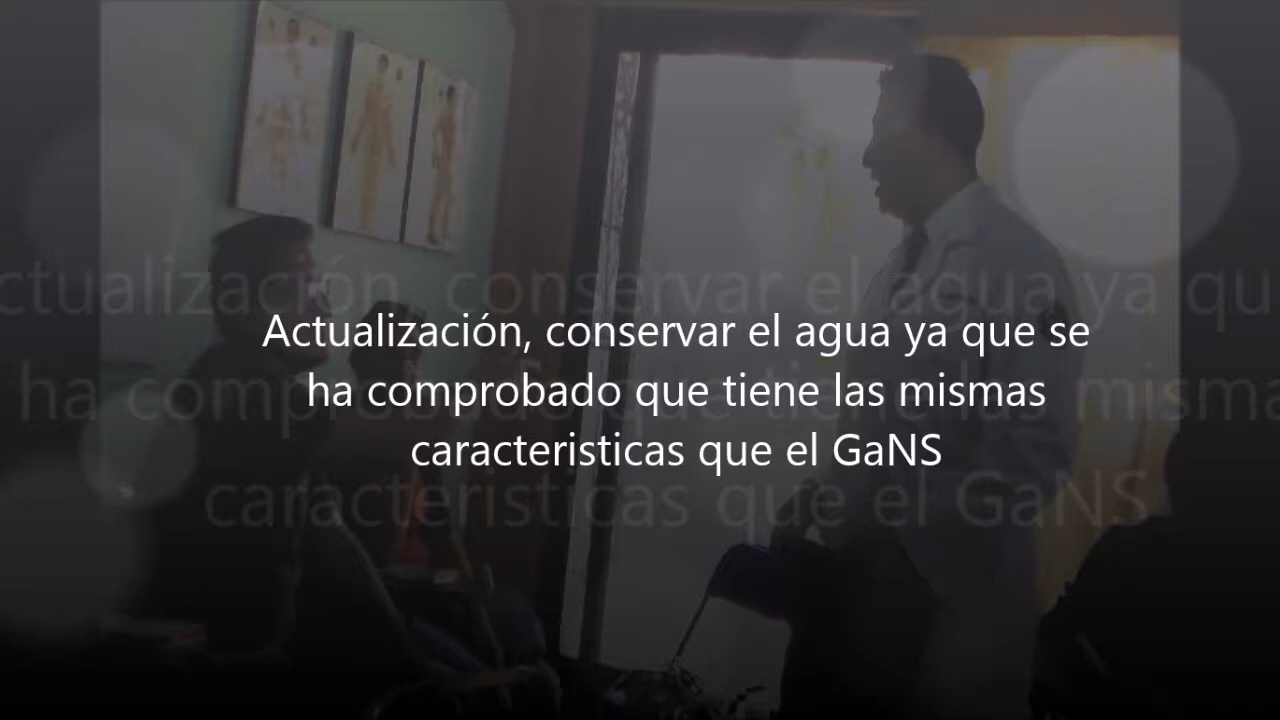 Actualización, conservar el agua ya que se
ha comprobado que tiene las mismas
caracteristicas que el GaNS